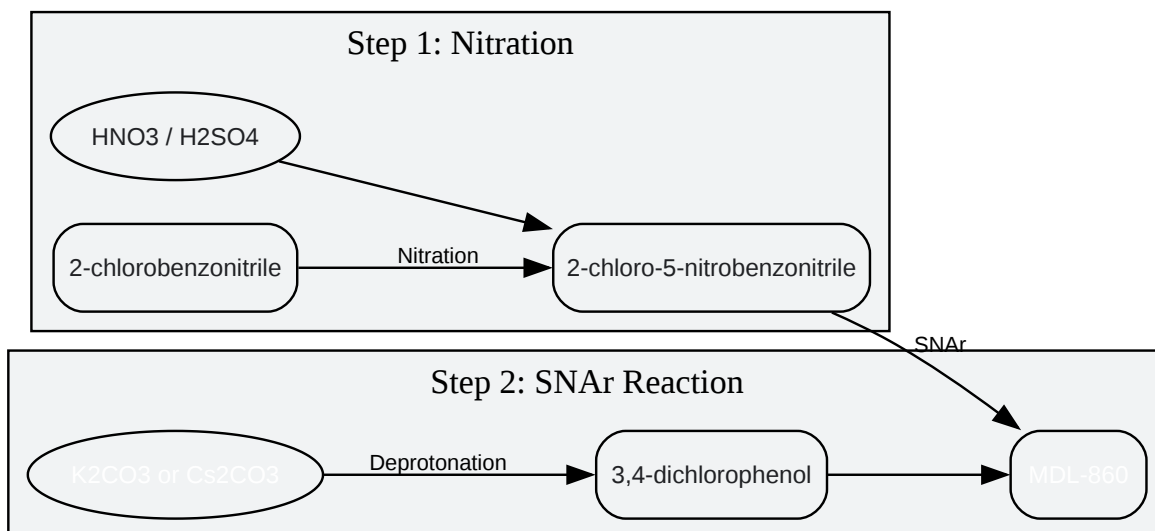 Step 1: Nitration
HNO3 / H2SO4
2-chlorobenzonitrile
Nitration
2-chloro-5-nitrobenzonitrile
SNAr
Step 2: SNAr Reaction
K2CO3 or Cs2CO3
Deprotonation
3,4-dichlorophenol
MDL-860